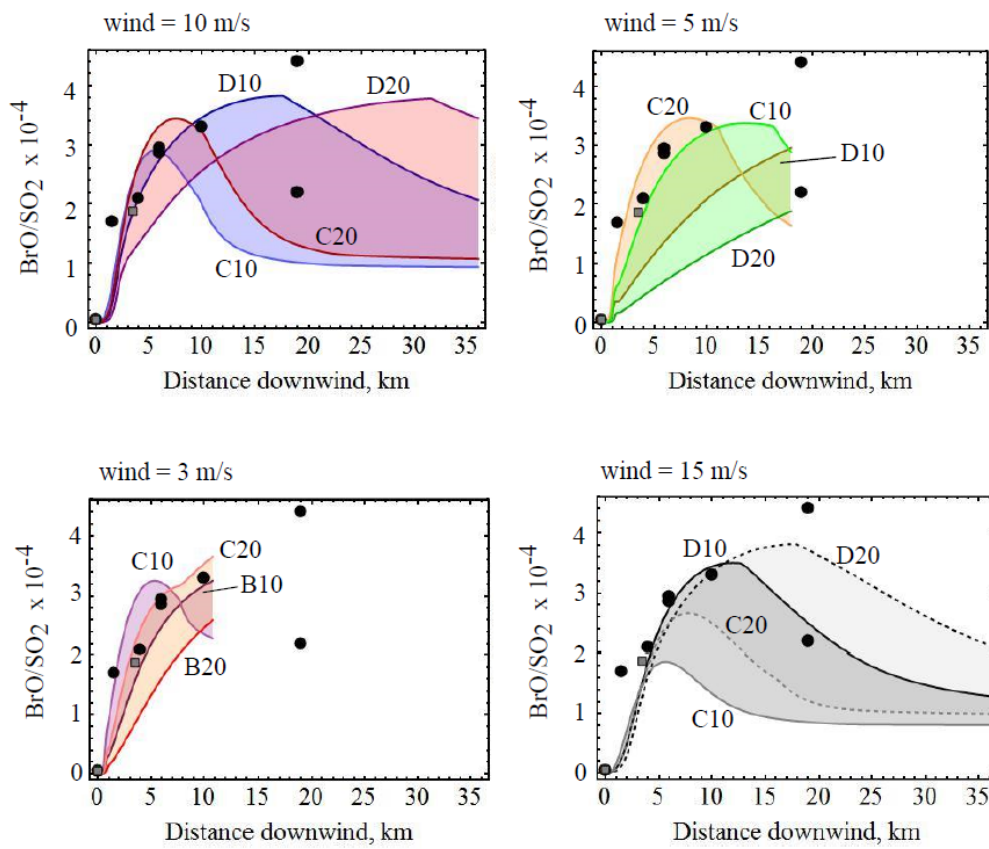 wind = 10 m/s
BrO/SO2 x 10-4
4
3
2
1
0
D10
D20
C20
C10
0 5 10 15 20 25 30 35
Distance downwind, km
wind = 5 m/s
BrO/SO2 x 10-4
4
3
2
1
0
C20
C10
D10
D20
0 5 10 15 20 25 30 35
Distance downwind, km
wind = 3 m/s
BrO/SO2 x 10-4
4
3
2
1
0
C10
C20
B10
B20
0 5 10 15 20 25 30 35
Distance downwind, km
wind = 15 m/s
BrO/SO2 x 10-4
4
3
2
1
0
D10
D20
C20
C10
0 5 10 15 20 25 30 35
Distance downwind, km